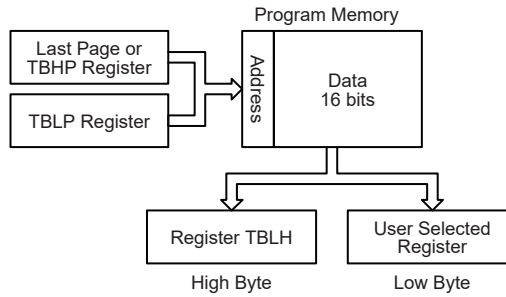 Program Memory
Last Page or
TBHP Register
TBLP Register
Address
Data
16 bits
Register TBLH
User Selected
Register
High Byte
Low Byte